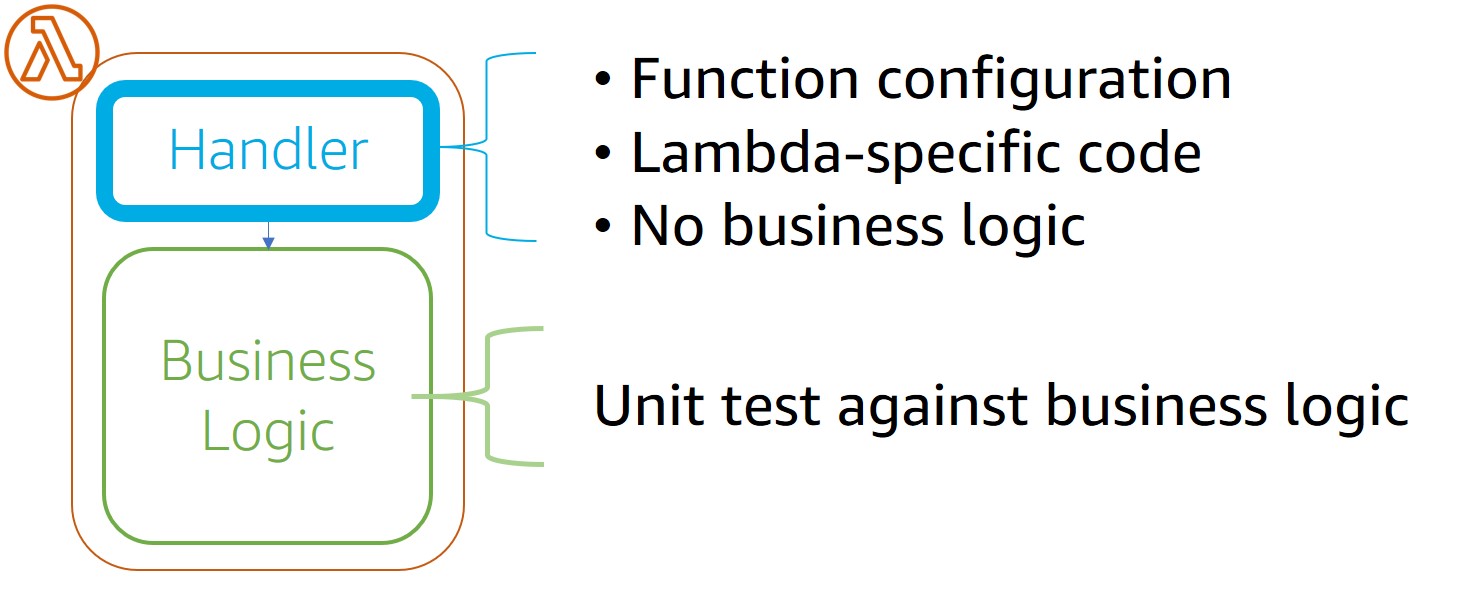 Handler
• Function configuration
• Lambda-specific code
• No business logic
Business
Logic
Unit test against business logic